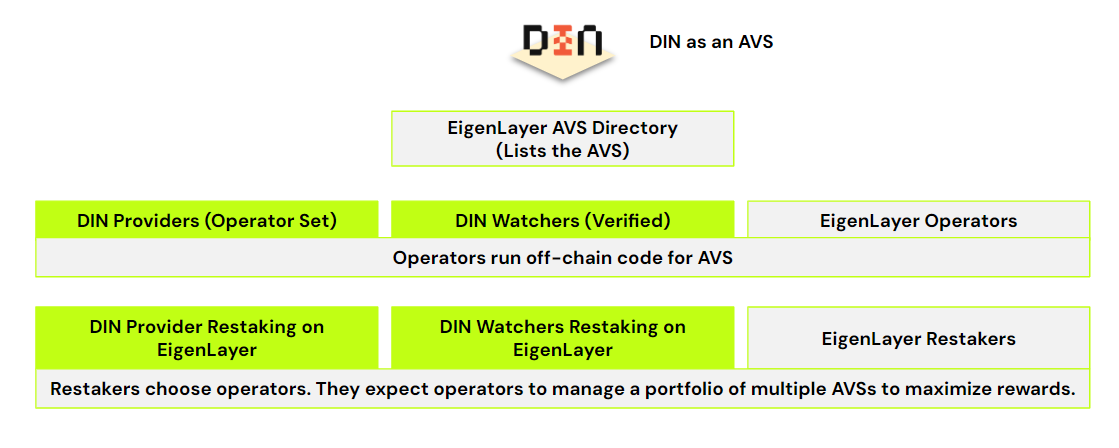 DIN
DIN as an AVS
EigenLayer AVS Directory
(Lists the AVS)
DIN Providers (Operator Set)
DIN Watchers (Verified)
EigenLayer Operators
Operators run off-chain code for AVS
DIN Provider Restaking on
EigenLayer
DIN Watchers Restaking on
EigenLayer
EigenLayer Restakers
Restakers choose operators. They expect operators to manage a portfolio of multiple AVSs to maximize rewards.